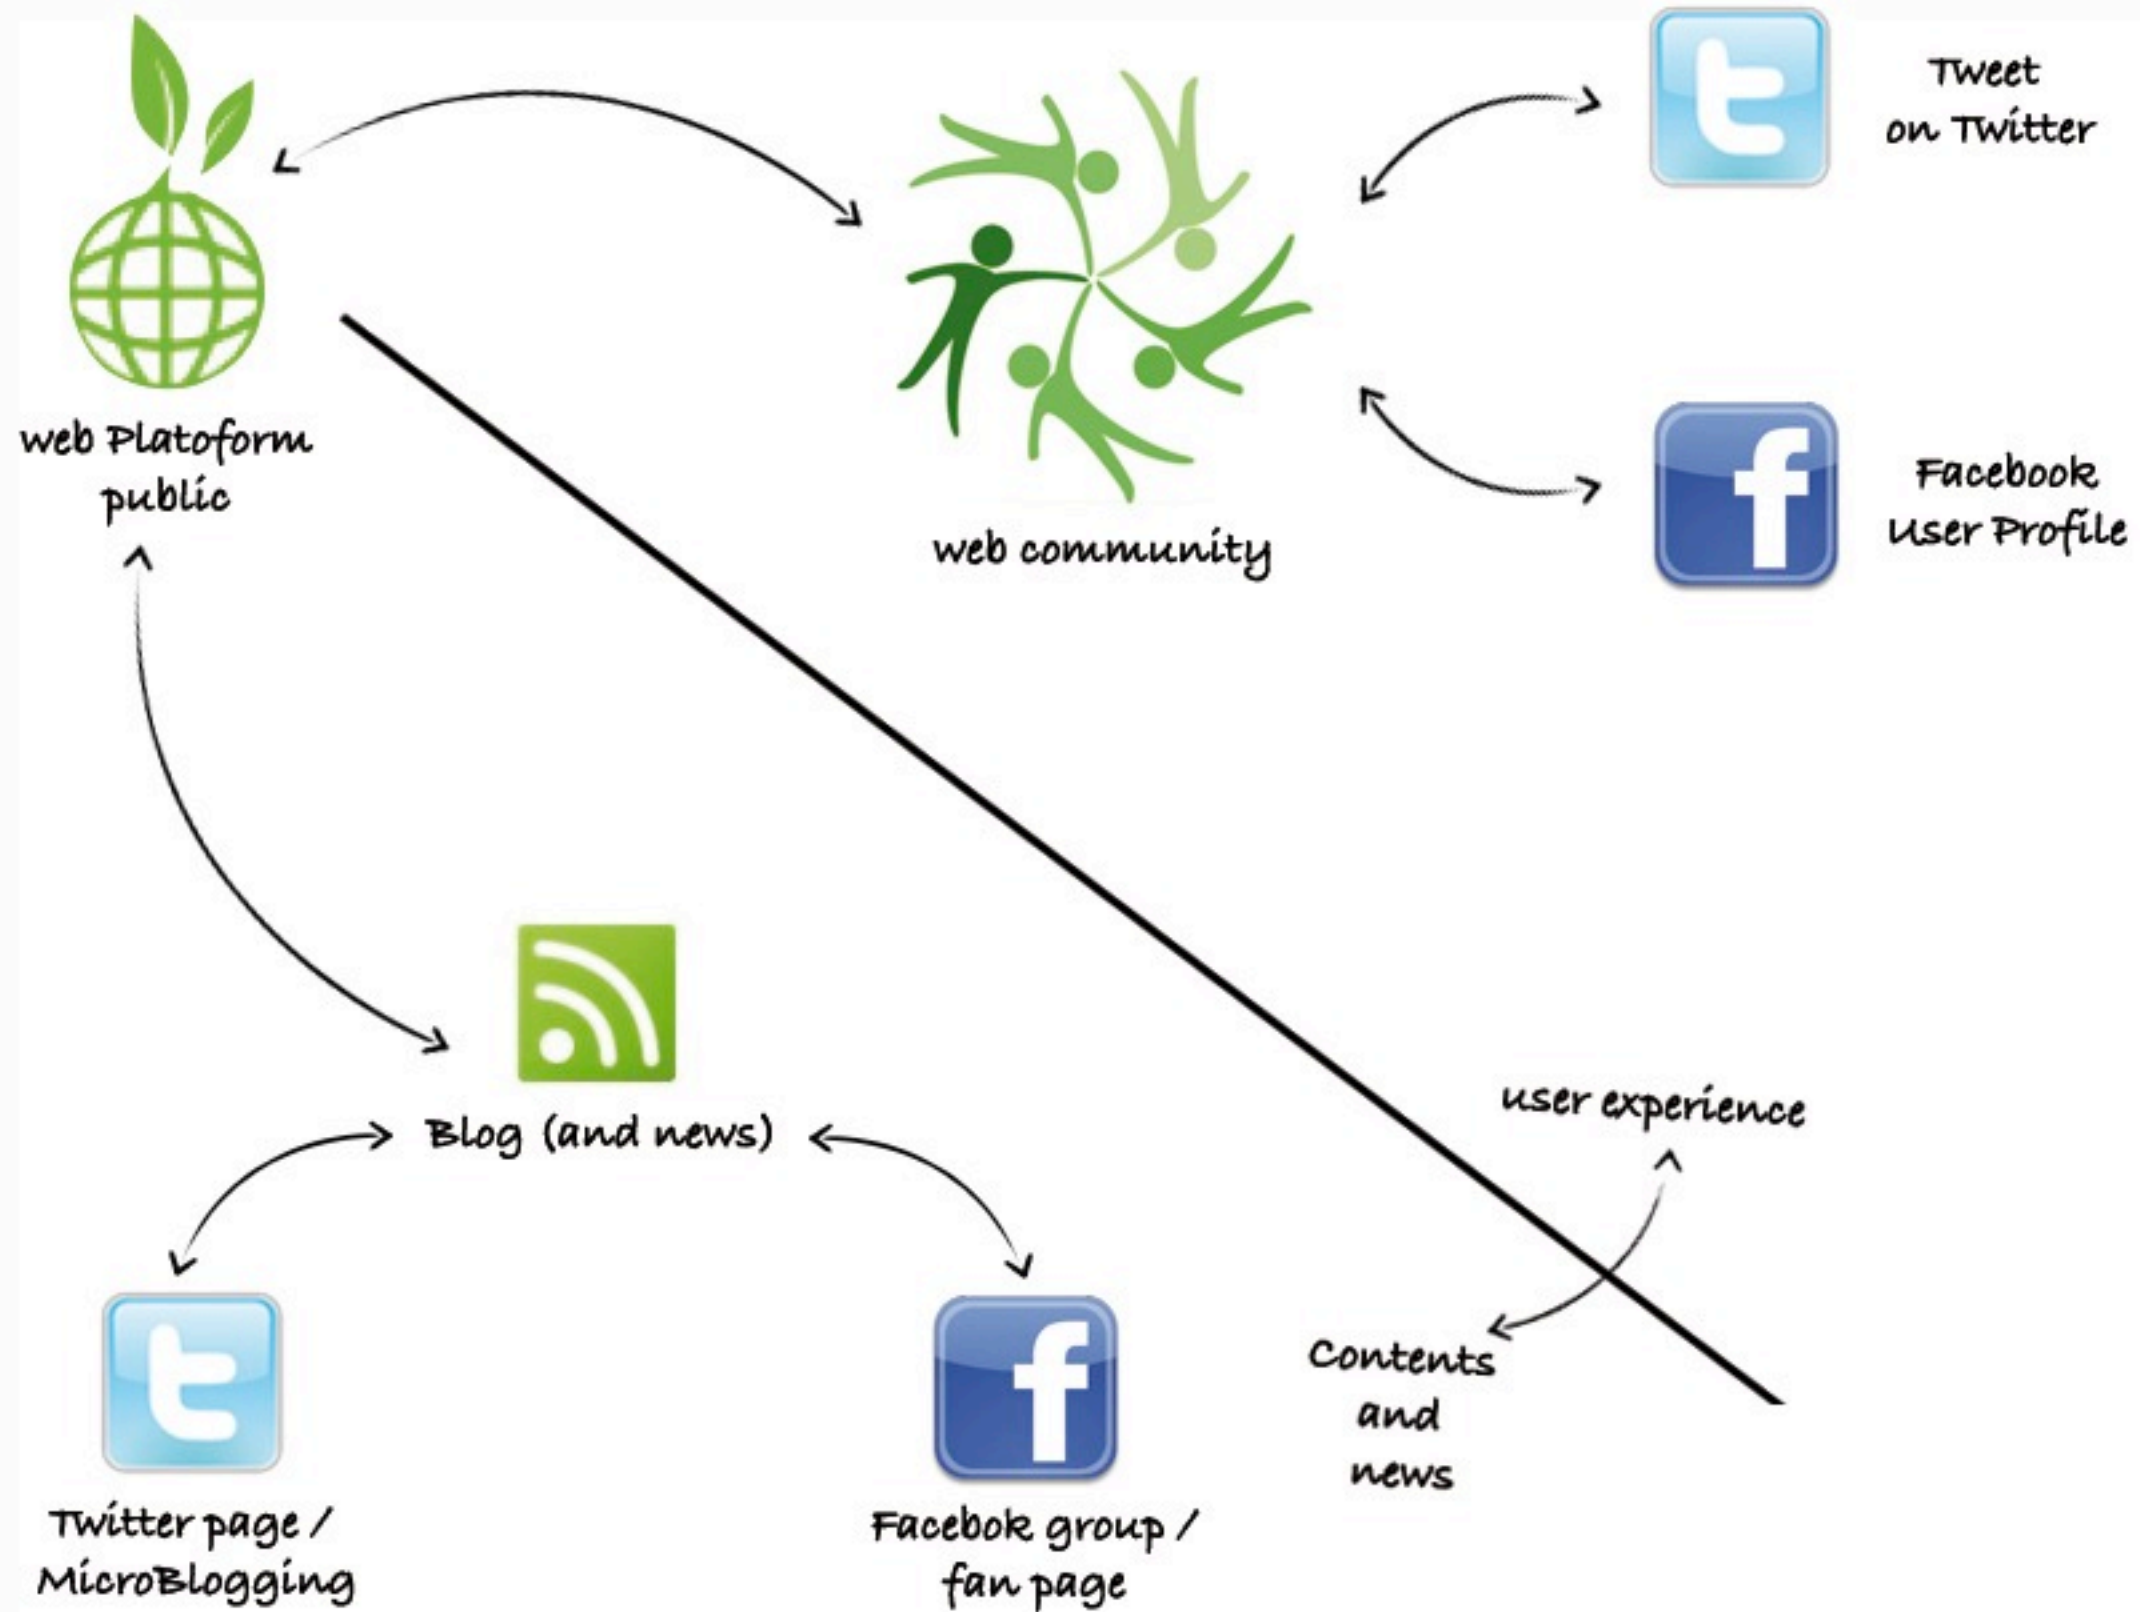 Tweet
on Twitter
web Platoform
public
web community
Facebook
User Profile
Blog (and news)
user experience
Contents
and
news
Twitter page /
MicroBlogging
Facebok group /
fan page